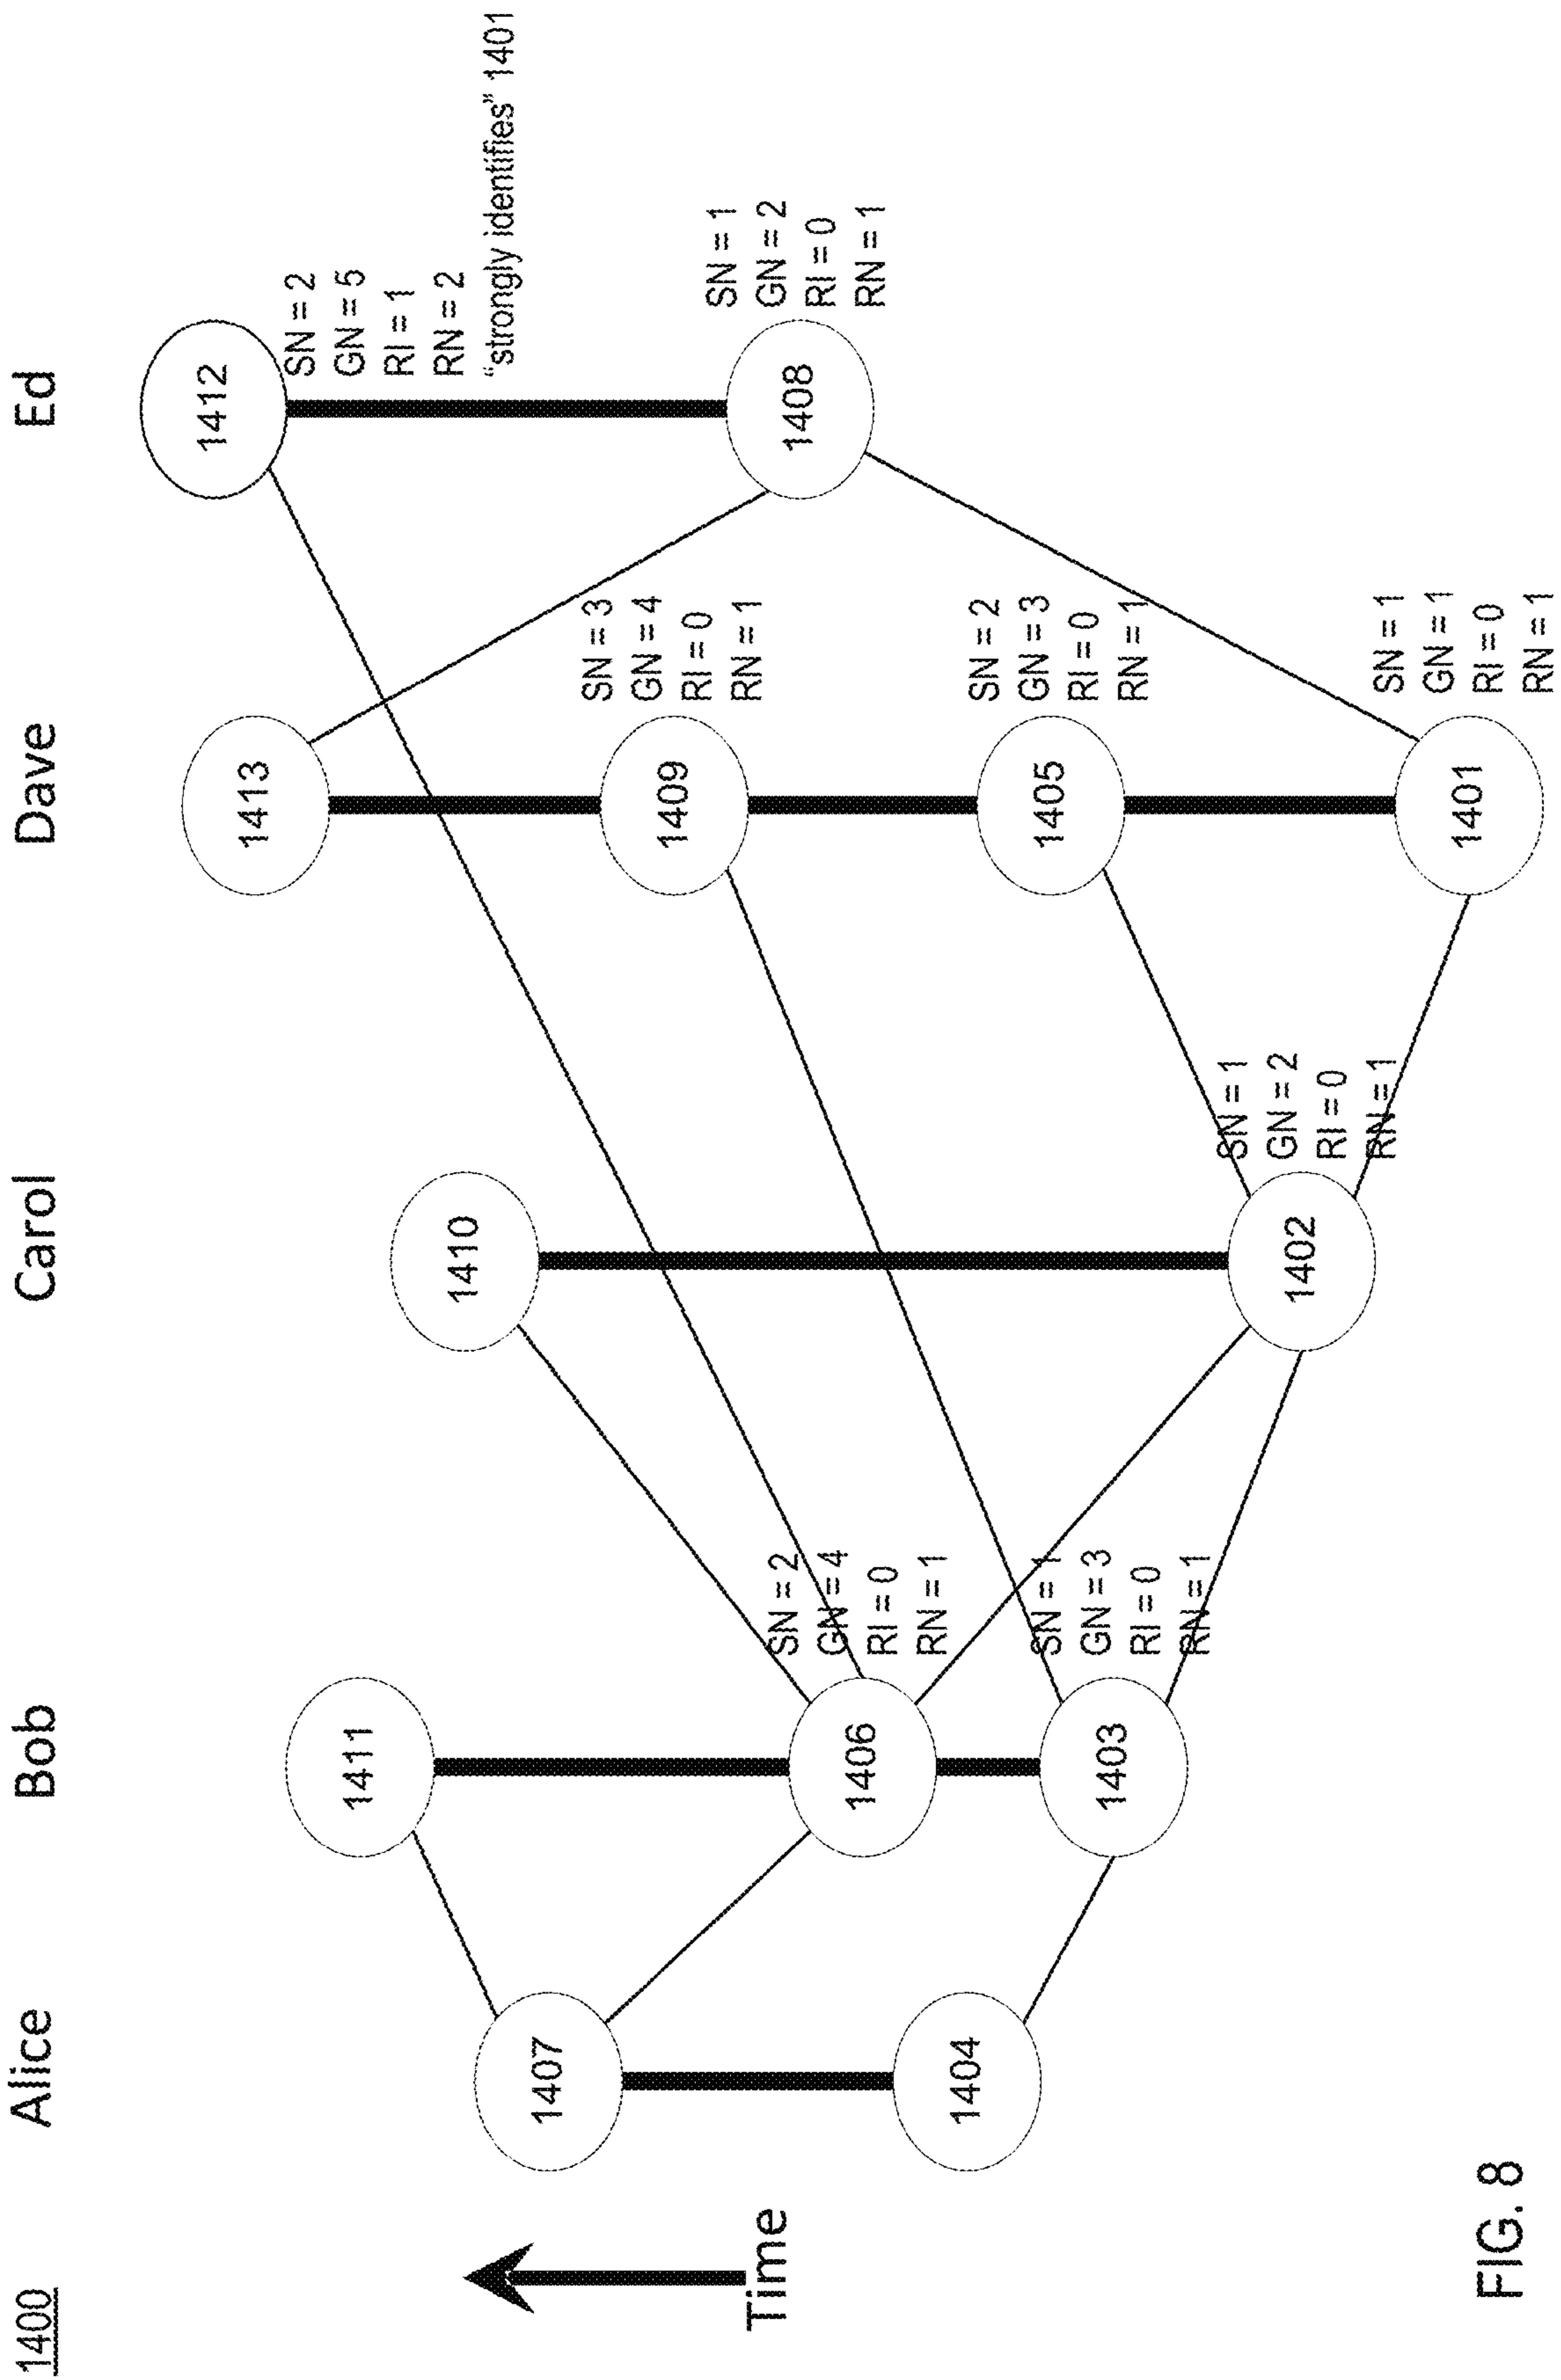 1400
Alice
Bob
Carol
Dave
Ed
1412
SN = 2
GN = 5
RI = 1
RN = 2
"strongly identifies" 1401
1413
1411
1410
1407
1409
SN = 3
GN = 4
RI = 0
RN = 1
1408
SN = 1
GN = 2
RI = 0
RN = 1
1406
SN = 2
GN = 4
RI = 0
RN = 1
1404
1405
SN = 2
GN = 3
RI = 0
RN = 1
1403
SN = 1
GN = 3
RI = 0
RN = 1
1402
SN = 1
GN = 2
RI = 0
RN = 1
1401
SN = 1
GN = 1
RI = 0
RN = 1
Time
FIG. 8